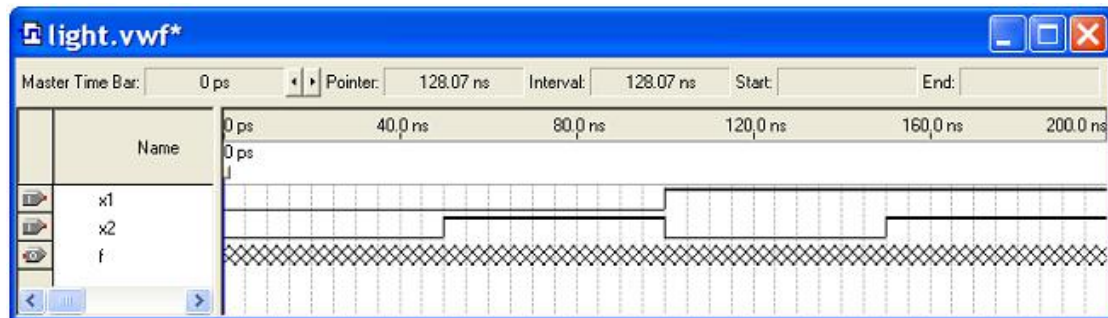 light.vwf*
Master Time Bar: 0 ps Pointer: 128.07 ns Interval: 128.07 ns Start: End:
Name
0 ps 40.0 ns 80.0 ns 120.0 ns 160.0 ns 200.0 ns
0 ps
x1
x2
f